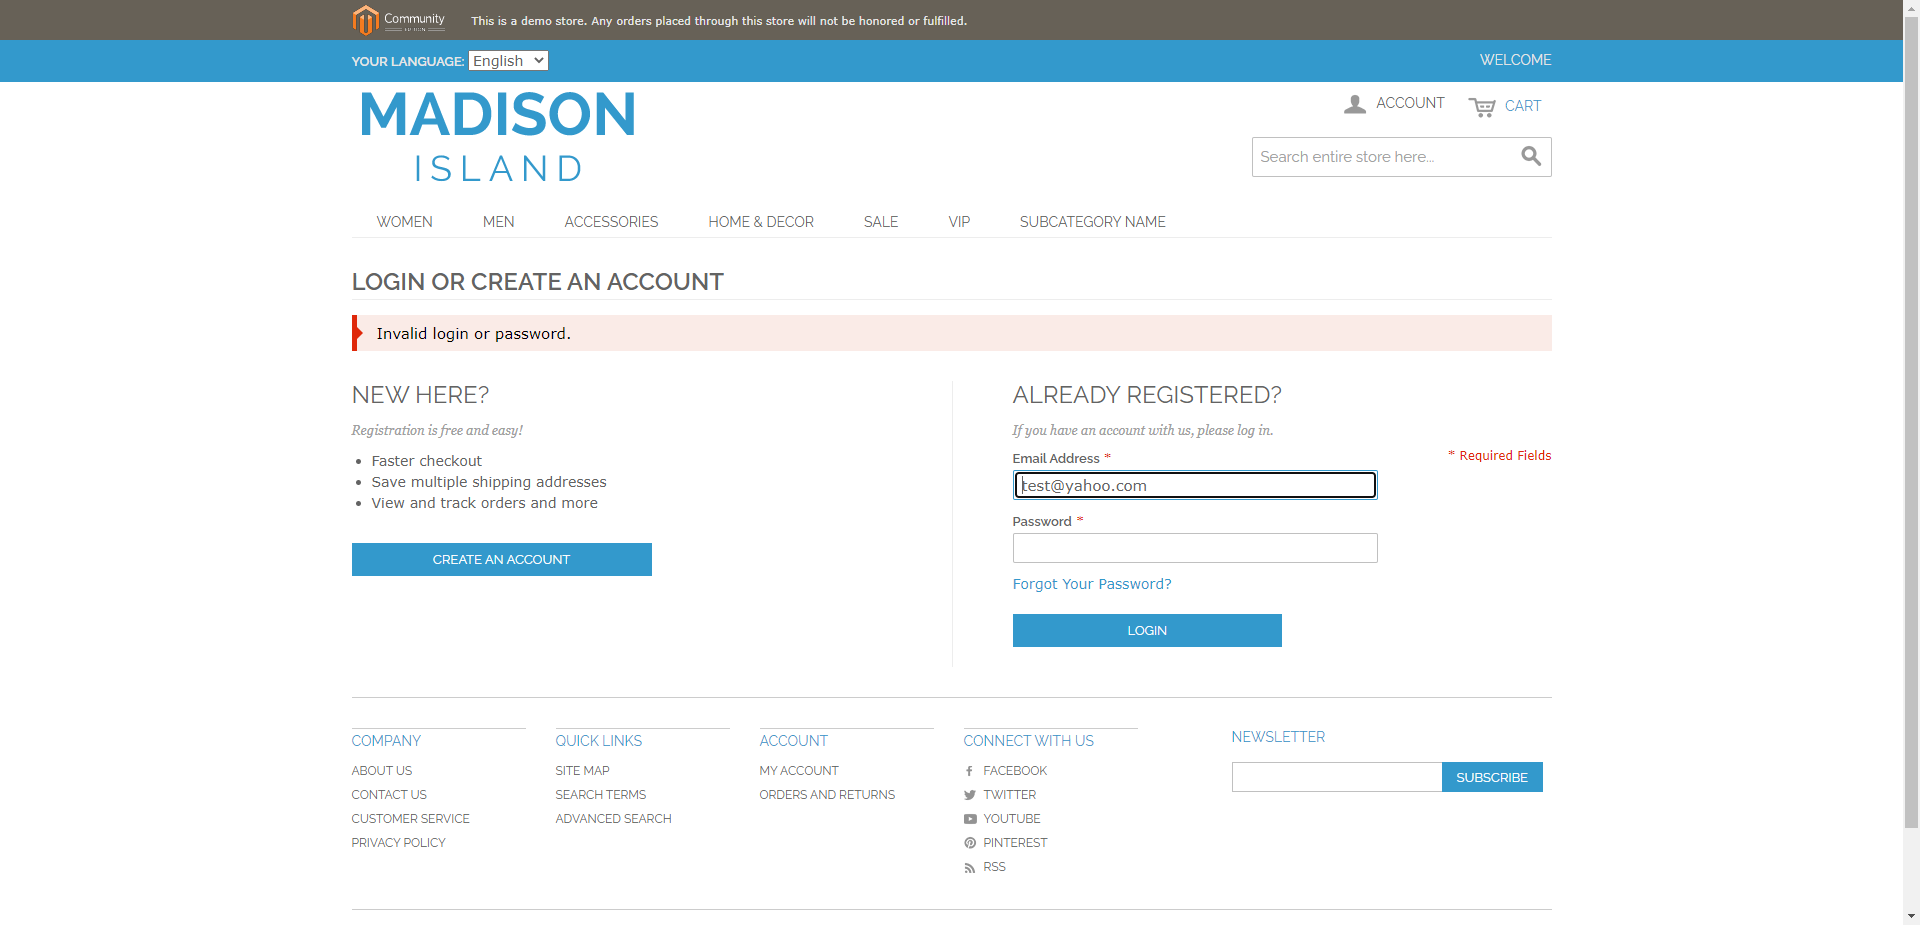 Community
This is a demo store. Any orders placed through this store will not be honored or fulfilled.
YOUR LANGUAGE: English
WELCOME
MADISON
ISLAND
ACCOUNT
CART
Search entire store here...
WOMEN MEN ACCESSORIES HOME & DECOR SALE VIP SUBCATEGORY NAME
LOGIN OR CREATE AN ACCOUNT
Invalid login or password.
NEW HERE?
Registration is free and easy!
Faster checkout
Save multiple shipping addresses
View and track orders and more
CREATE AN ACCOUNT
ALREADY REGISTERED?
If you have an account with us, please log in.
* Required Fields
Email Address *
test@yahoo.com
Password *
Forgot Your Password?
LOGIN
COMPANY
ABOUT US
CONTACT US
CUSTOMER SERVICE
PRIVACY POLICY
QUICK LINKS
SITE MAP
SEARCH TERMS
ADVANCED SEARCH
ACCOUNT
MY ACCOUNT
ORDERS AND RETURNS
CONNECT WITH US
FACEBOOK
TWITTER
YOUTUBE
PINTEREST
RSS
NEWSLETTER
SUBSCRIBE